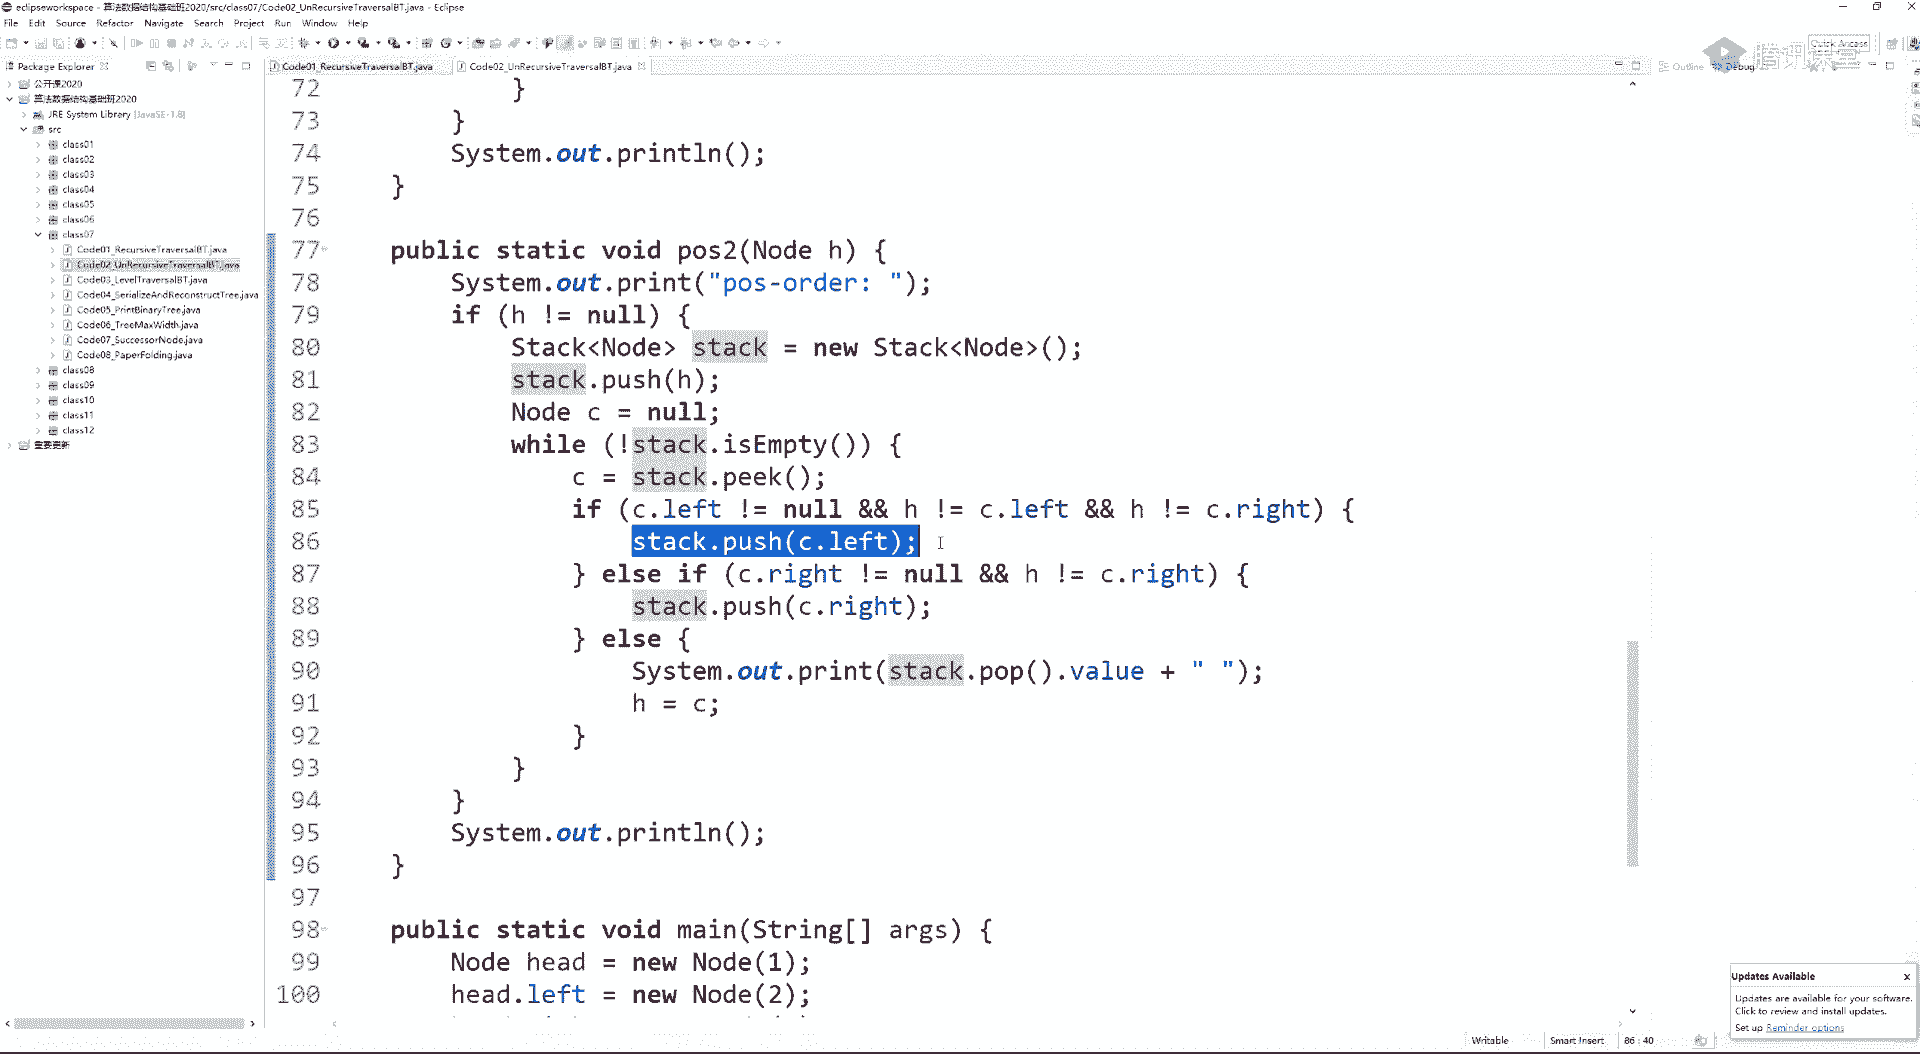 eclipseworkspace - 算法数据结构基础班2020/src/class07/Code02_UnRecursiveTraversalBT.java - Eclipse
File Edit Source Refactor Navigate Search Project Run Window Help
Quick Access
Package Explorer
Code01_RecursiveTraversalBT.java
Code02_UnRecursiveTraversalBT.java
Outline
Debug
腾讯课堂
公开课2020
算法数据结构基础班2020
JRE System Library [JavaSE-1.8]
src
class01
class02
class03
class04
class05
class06
class07
Code01_RecursiveTraversalBT.java
Code02_UnRecursiveTraversalBT.java
Code03_LevelTraversalBT.java
Code04_SerializeAndReconstructTree.java
Code05_PrintBinaryTree.java
Code06_TreeMaxWidth.java
Code07_SuccessorNode.java
Code08_PaperFolding.java
class08
class09
class10
class11
class12
重要更新
72 }
73 }
74 System.out.println();
75 }
76
77 public static void pos2(Node h) {
78 System.out.print("pos-order: ");
79 if (h != null) {
80 Stack<Node> stack = new Stack<Node>();
81 stack.push(h);
82 Node c = null;
83 while (!stack.isEmpty()) {
84 c = stack.peek();
85 if (c.left != null && h != c.left && h != c.right) {
86 stack.push(c.left);
87 } else if (c.right != null && h != c.right) {
88 stack.push(c.right);
89 } else {
90 System.out.print(stack.pop().value + " ");
91 h = c;
92 }
93 }
94 }
95 System.out.println();
96 }
97
98 public static void main(String[] args) {
99 Node head = new Node(1);
100 head.left = new Node(2);
Updates Available
Updates are available for your software.
Click to review and install updates.
Set up Reminder options
Writable
Smart Insert
86 : 40